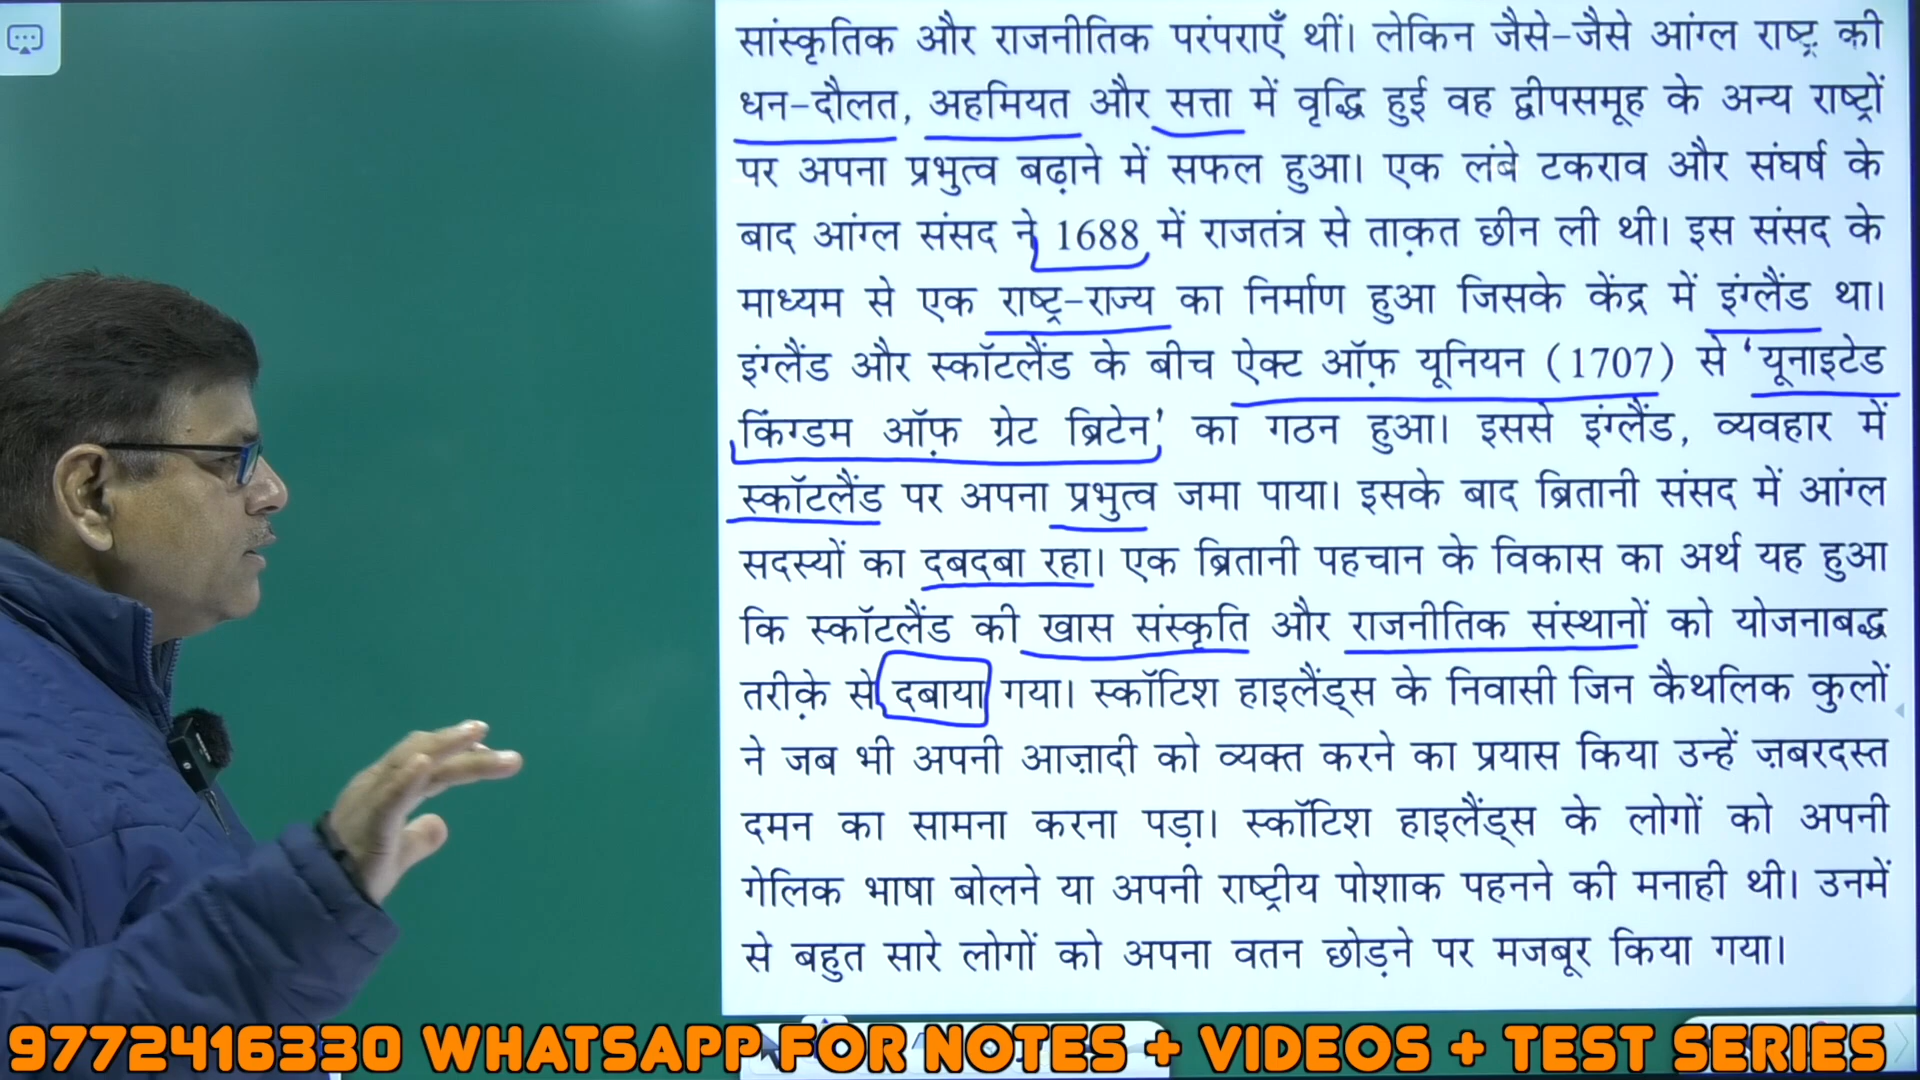 सांस्कृतिक और राजनीतिक परंपराएँ थीं। लेकिन जैसे-जैसे आंग्ल राष्ट्र की
धन-दौलत, अहमियत और सत्ता में वृद्धि हुई वह द्वीपसमूह के अन्य राष्ट्रों
पर अपना प्रभुत्व बढ़ाने में सफल हुआ। एक लंबे टकराव और संघर्ष के
बाद आंग्ल संसद ने 1688 में राजतंत्र से ताक़त छीन ली थी। इस संसद के
माध्यम से एक राष्ट्र-राज्य का निर्माण हुआ जिसके केंद्र में इंग्लैंड था।
इंग्लैंड और स्कॉटलैंड के बीच ऐक्ट ऑफ़ यूनियन (1707) से ‘यूनाइटेड
किंग्डम ऑफ़ ग्रेट ब्रिटेन’ का गठन हुआ। इससे इंग्लैंड, व्यवहार में
स्कॉटलैंड पर अपना प्रभुत्व जमा पाया। इसके बाद ब्रितानी संसद में आंग्ल
सदस्यों का दबदबा रहा। एक ब्रितानी पहचान के विकास का अर्थ यह हुआ
कि स्कॉटलैंड की खास संस्कृति और राजनीतिक संस्थानों को योजनाबद्ध
तरीक़े से दबाया गया। स्कॉटिश हाइलैंड्स के निवासी जिन कैथलिक कुलों
ने जब भी अपनी आज़ादी को व्यक्त करने का प्रयास किया उन्हें ज़बरदस्त
दमन का सामना करना पड़ा। स्कॉटिश हाइलैंड्स के लोगों को अपनी
गेलिक भाषा बोलने या अपनी राष्ट्रीय पोशाक पहनने की मनाही थी। उनमें
से बहुत सारे लोगों को अपना वतन छोड़ने पर मजबूर किया गया।
9772416330 WHATSAPP FOR NOTES + VIDEOS + TEST SERIES